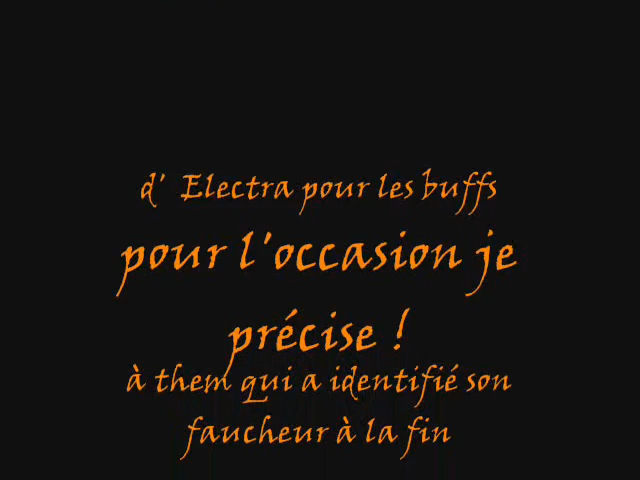 d' Electra pour les buffs
pour l'occasion je
précise !
à them qui a identifié son
faucheur à la fin